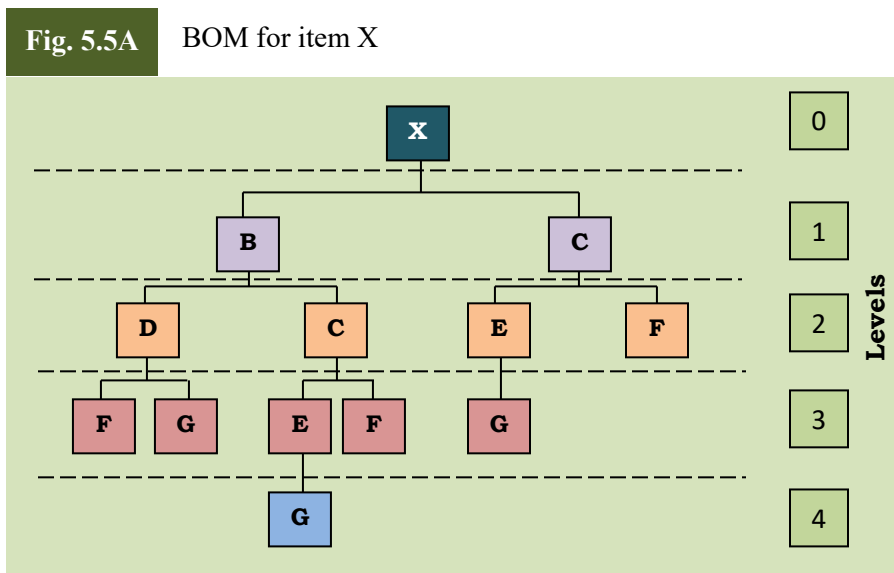 Fig. 5.5A BOM for item X
X 0
B C 1
D C E F 2
Levels
F G E F G 3
G 4